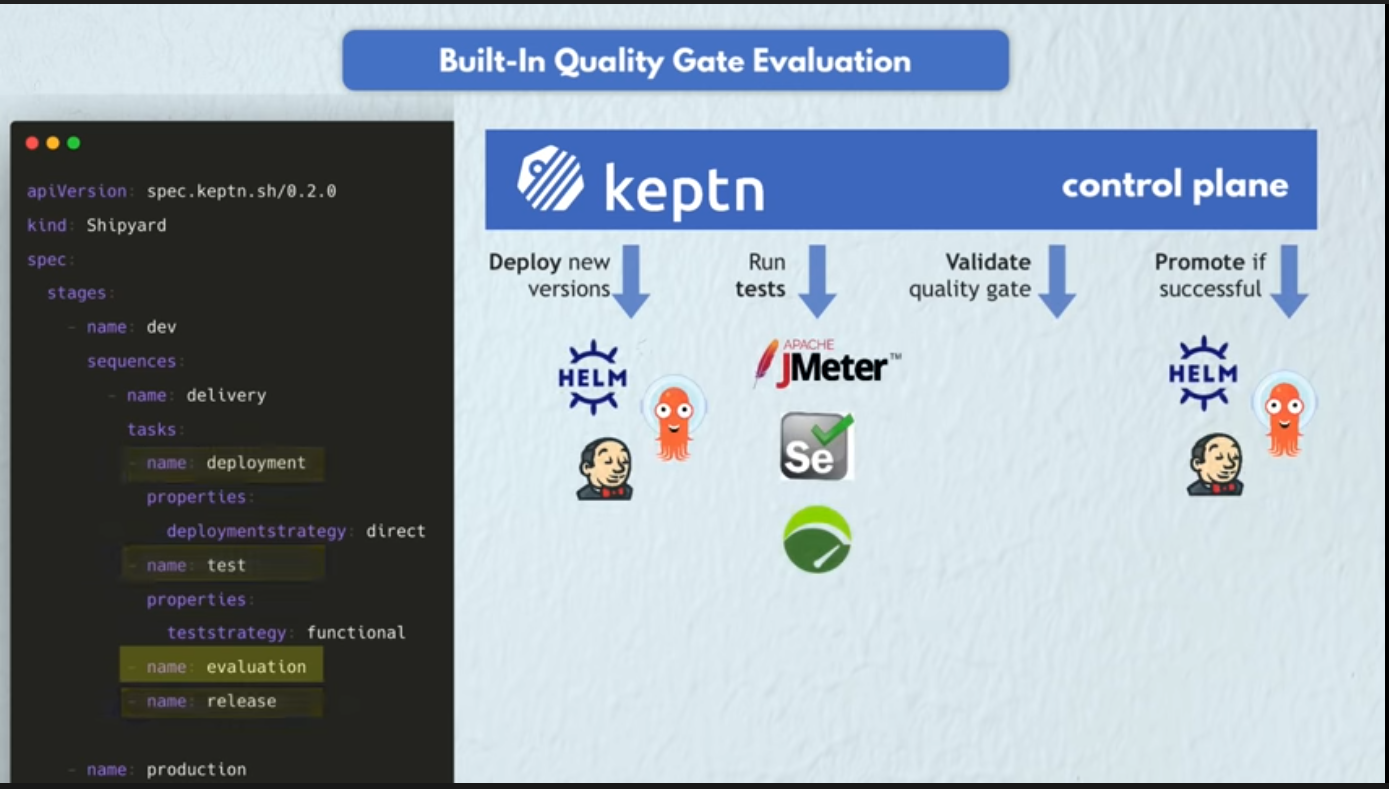 Built-In Quality Gate Evaluation
apiVersion: spec.keptn.sh/0.2.0
kind: Shipyard
spec:
stages:
- name: dev
sequences:
- name: delivery
tasks:
- name: deployment
properties:
deploymentstrategy: direct
- name: test
properties:
teststrategy: functional
- name: evaluation
- name: release
- name: production
keptn
control plane
Deploy new
versions
Run
tests
Validate
quality gate
Promote if
successful
HELM
APACHE
JMeter™
Se
HELM